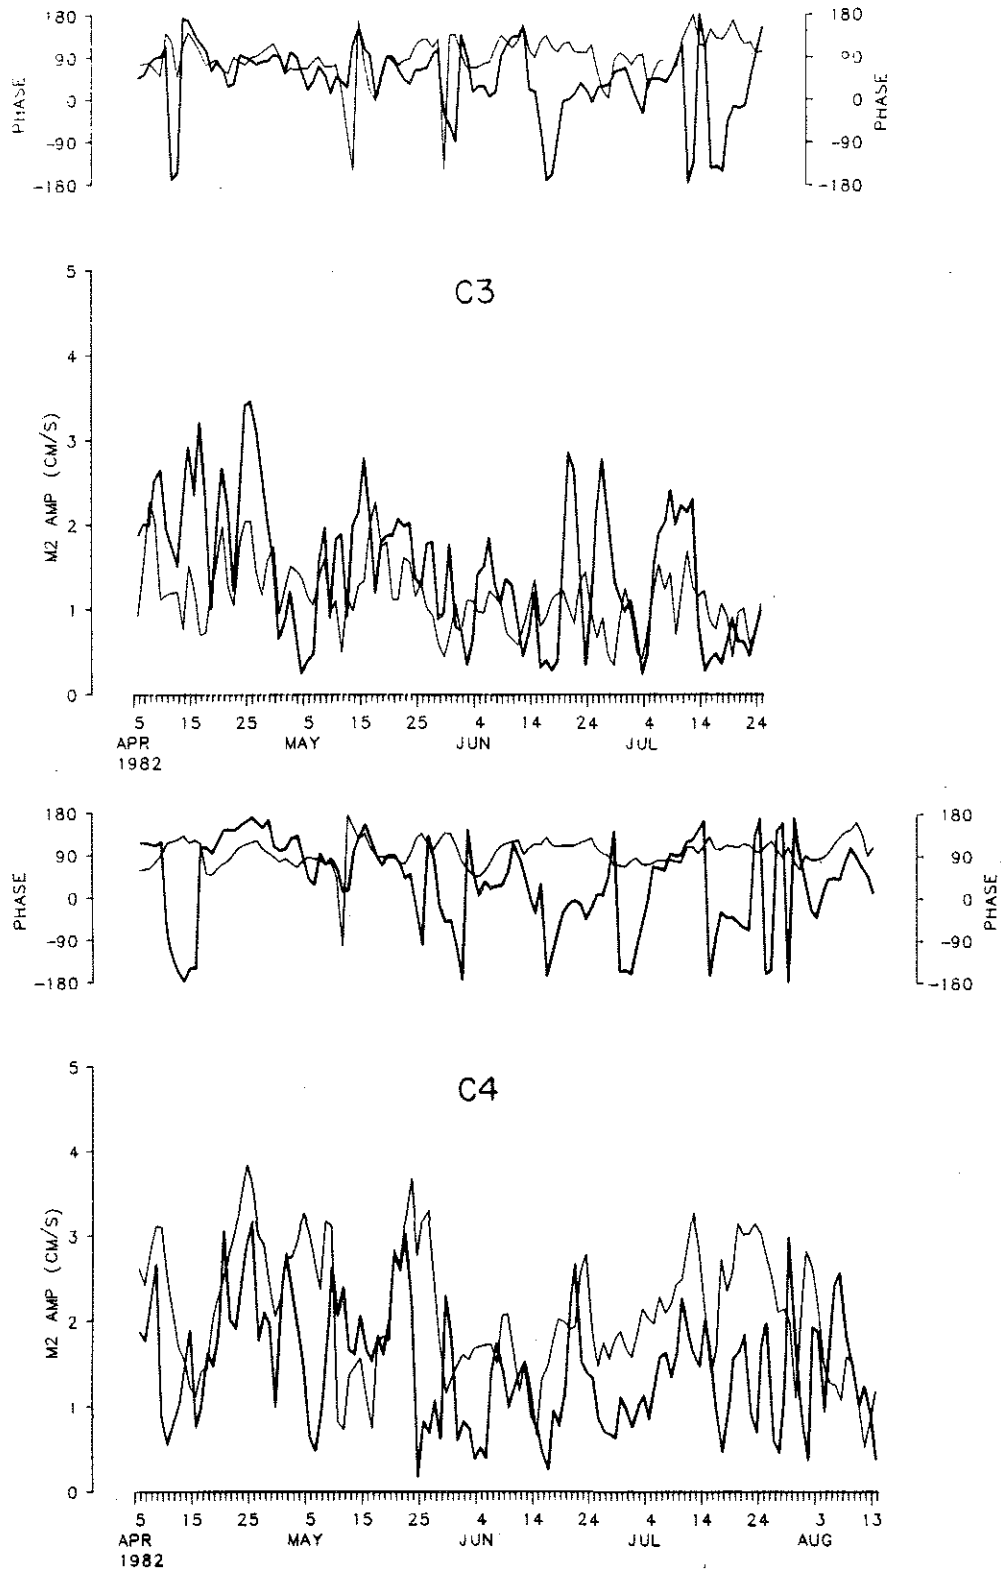 180 180
90 90
PHASE 0 0 PHASE
-90 -90
-180 -180
5
C3
4
3
M2 AMP (CM/S)
2
1
0
5 15 25 5 15 25 4 14 24 4 14 24
APR MAY JUN JUL
1982
180 180
90 90
PHASE 0 0 PHASE
-90 -90
-180 -180
5
C4
4
3
M2 AMP (CM/S)
2
1
0
5 15 25 5 15 25 4 14 24 4 14 24 3 13
APR MAY JUN JUL AUG
1982